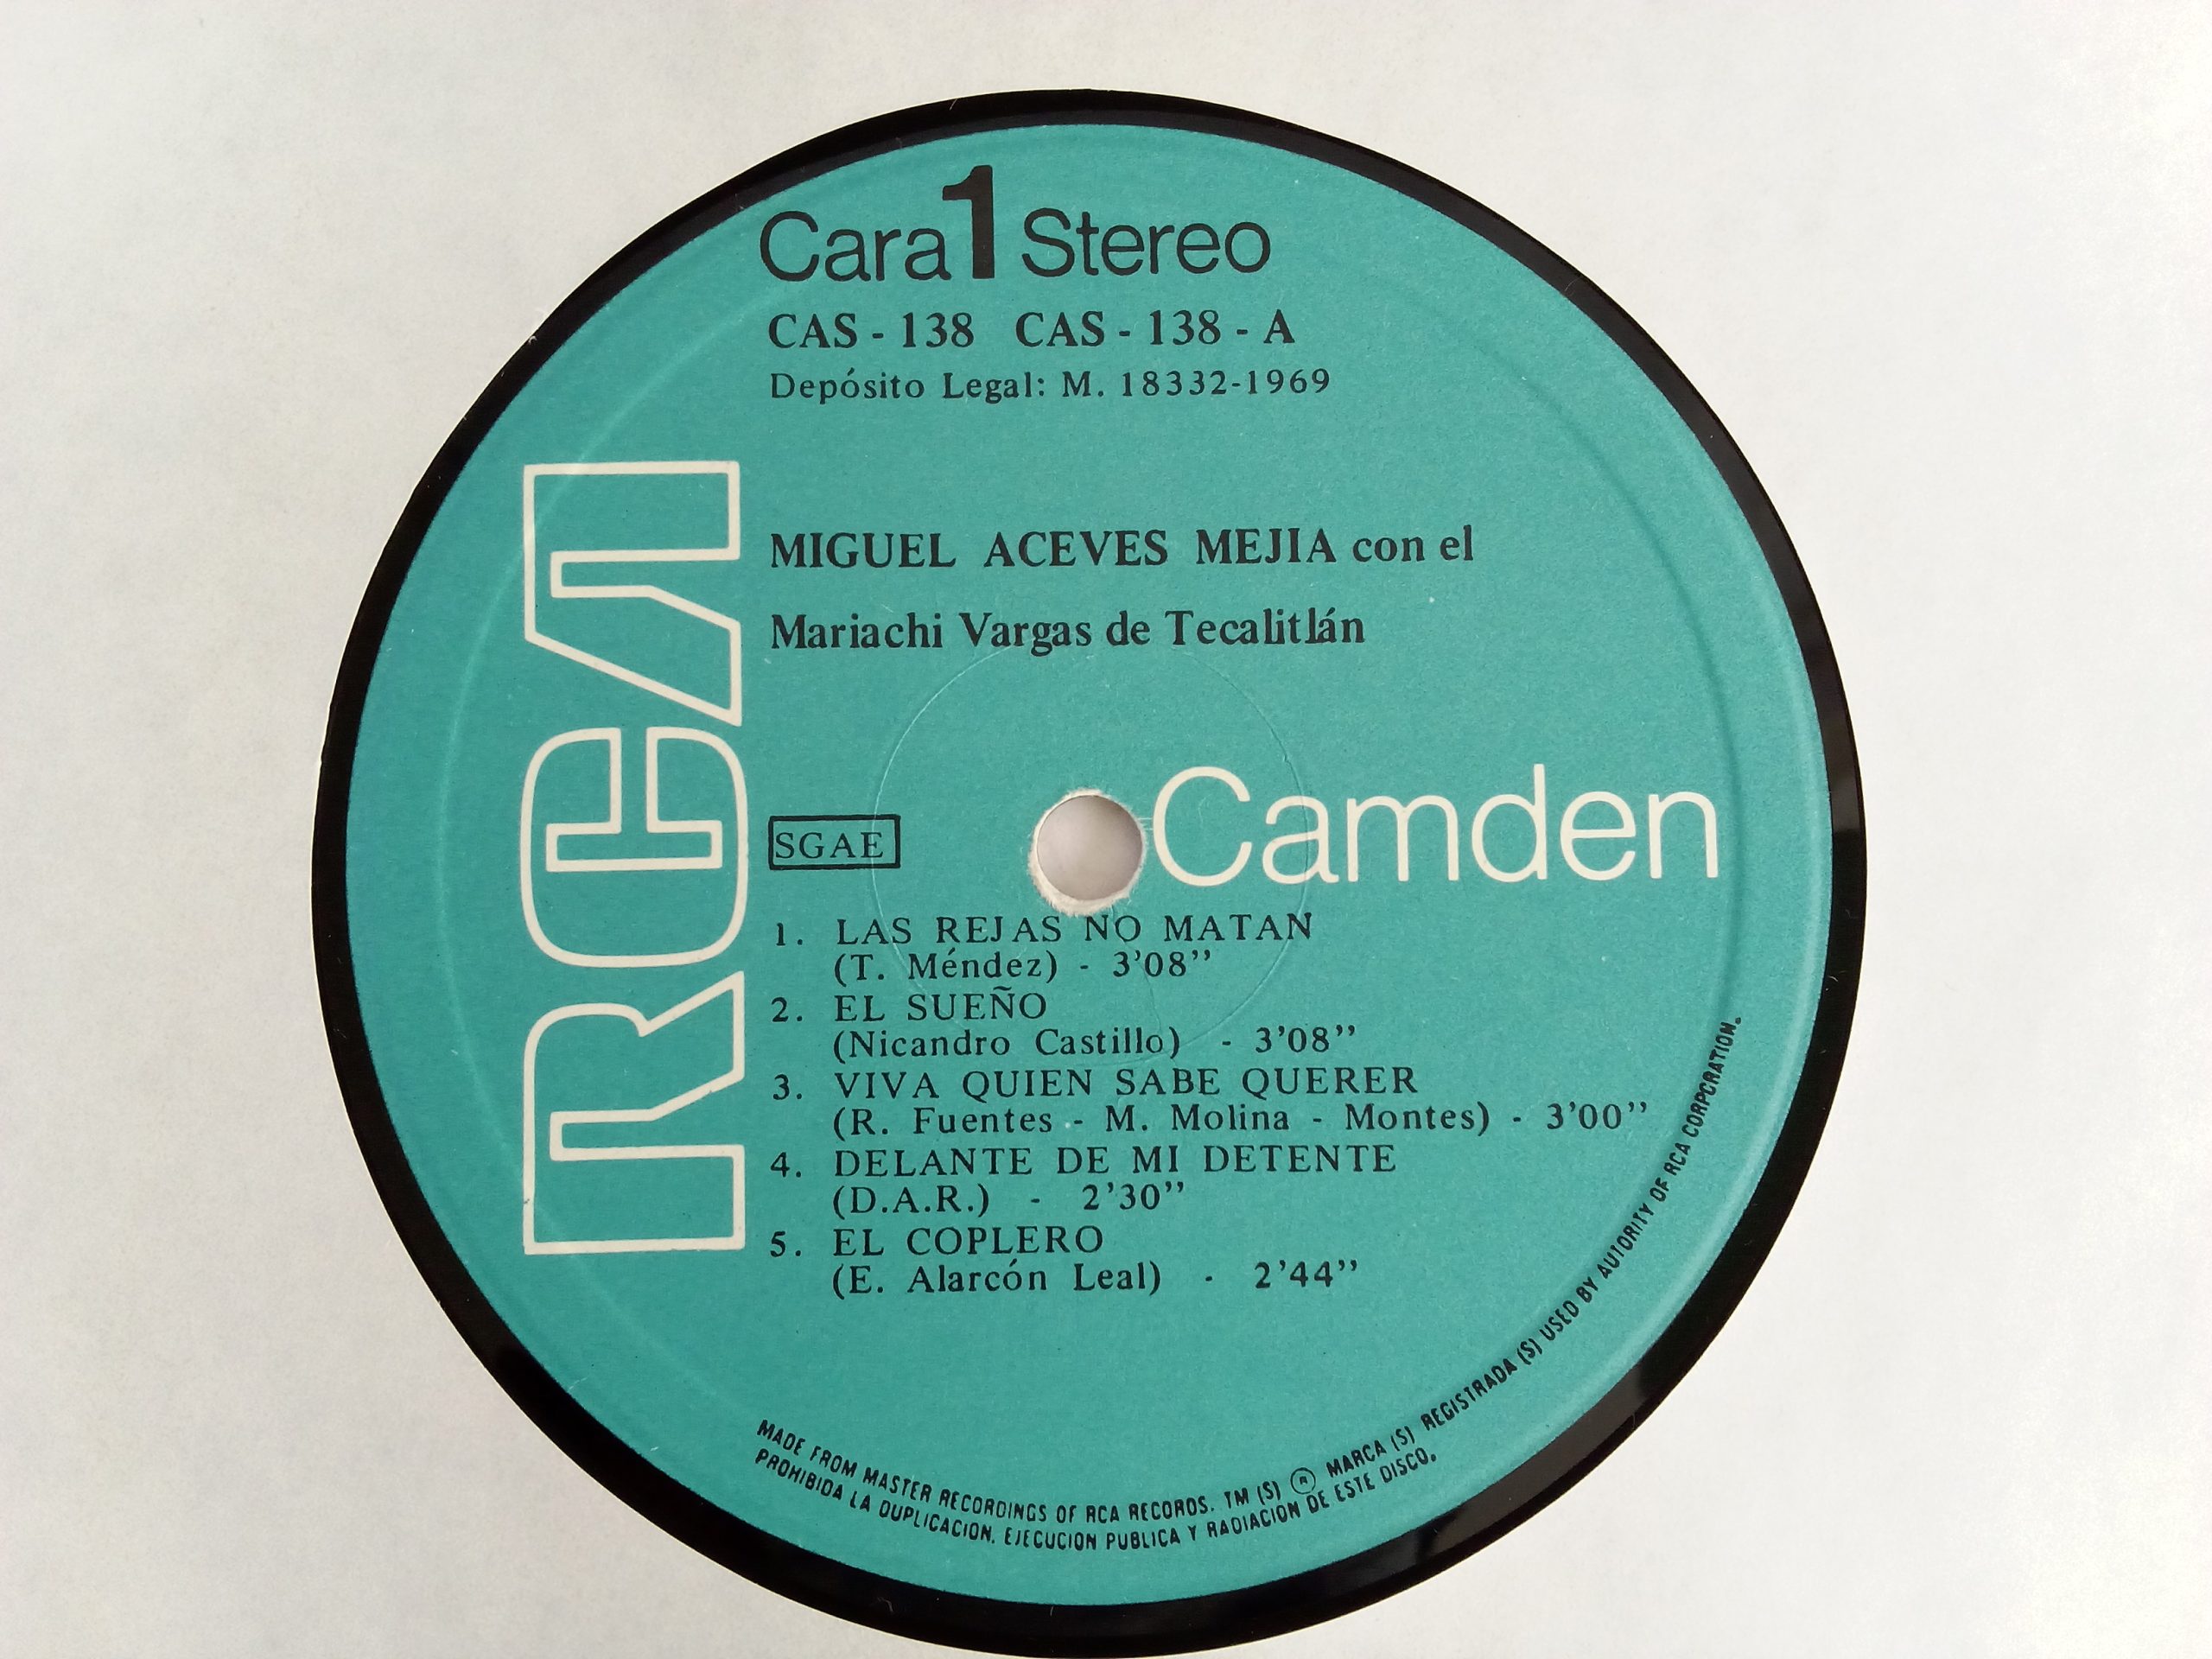 Cara 1 Stereo
CAS - 138 CAS - 138 - A
Depósito Legal: M. 18332-1969
RCA
MIGUEL ACEVES MEJIA con el
Mariachi Vargas de Tecalitlán
SGAE
Camden
1. LAS REJAS NO MATAN
(T. Méndez) - 3'08’’
2. EL SUEÑO
(Nicandro Castillo) - 3'08’’
3. VIVA QUIEN SABE QUERER
(R. Fuentes - M. Molina - Montes) - 3'00’’
4. DELANTE DE MI DETENTE
(D.A.R.) - 2'30’’
5. EL COPLERO
(E. Alarcón Leal) - 2'44’’
MADE FROM MASTER RECORDINGS OF RCA RECORDS. TM (S) ® MARCA (S) REGISTRADA (S) USED BY AUTORITY OF RCA CORPORATION.
PROHIBIDA LA DUPLICACION, EJECUCION PUBLICA Y RADIACION DE ESTE DISCO.